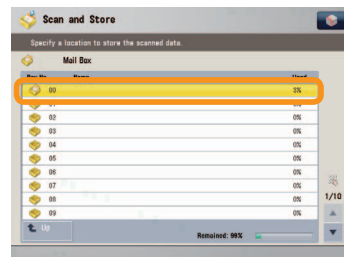 Scan and Store
Specify a location to store the scanned data.
Mail Box
Box No. Name Used
00 3%
01 0%
02 0%
03 0%
04 0%
05 0%
06 0%
07 0%
08 0%
09 0%
1/10
Up
Remained: 99%